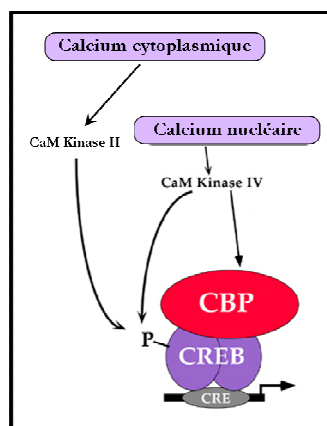 Calcium cytoplasmique
CaM Kinase II
Calcium nucléaire
CaM Kinase IV
CBP
P
CREB
CRE